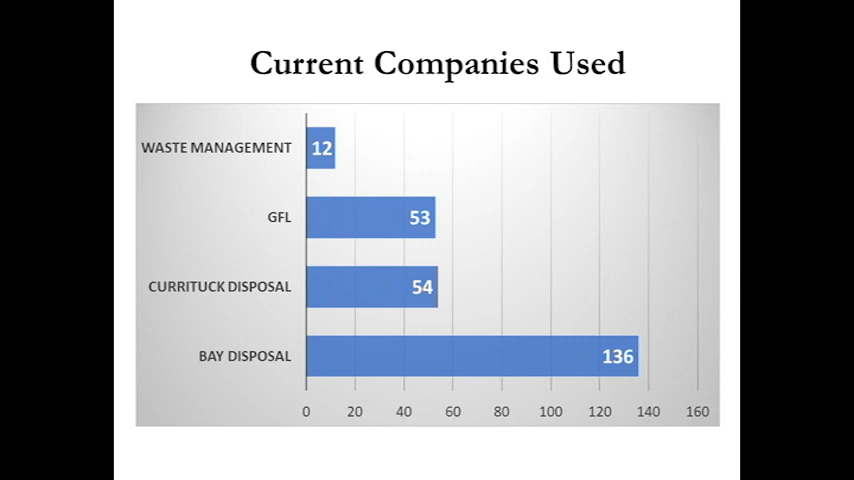 Current Companies Used
WASTE MANAGEMENT 12
GFL 53
CURRITUCK DISPOSAL 54
BAY DISPOSAL 136
0 20 40 60 80 100 120 140 160